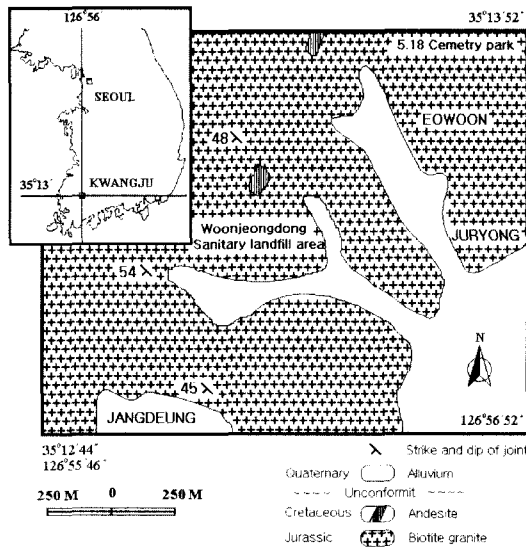 126°56'
35°13'52"
SEOUL
35°13'
KWANGJU
5.18 Cemetry park
EOWOON
48
JURYONG
Woonjeongdong
Sanitary landfill area
54
N
45
JANGDEUNG
126°56'52"
35°12'44"
126°55'46"
250 M 0 250 M
Strike and dip of joint
Quaternary Alluvium
Unconformit
Cretaceous Andesite
Jurassic Biotite granite